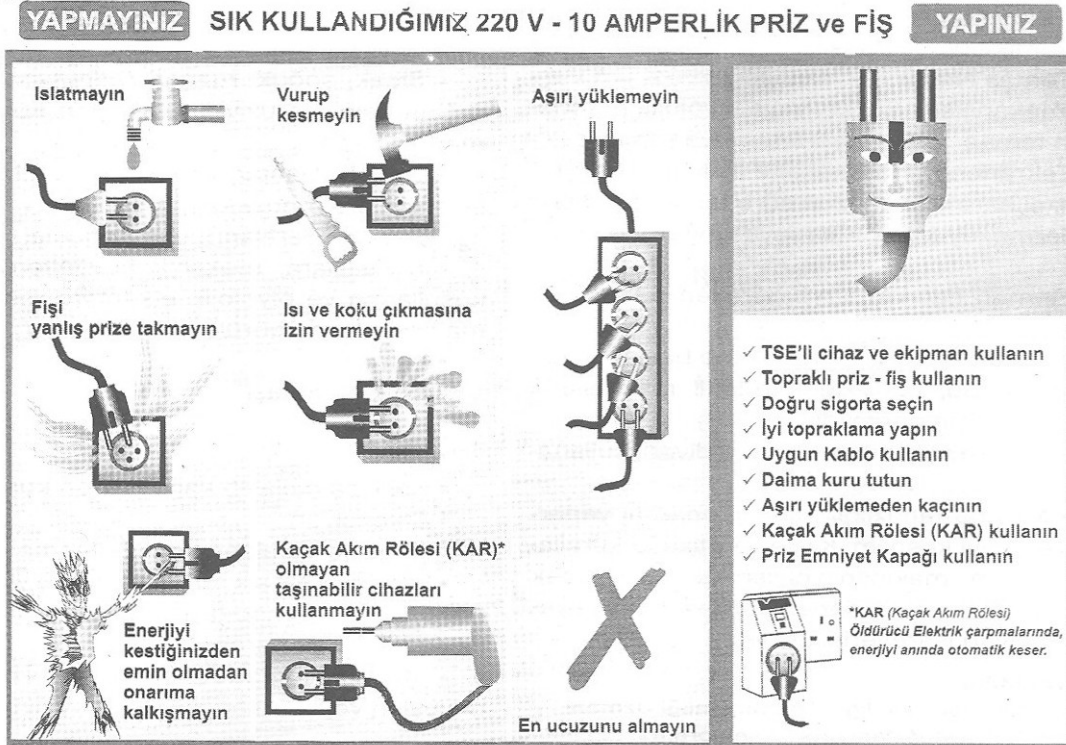 YAPMAYINIZ SIK KULLANDIĞIMIZ 220 V - 10 AMPERLİK PRİZ ve FİŞ YAPINIZ
Islatmayın
Vurup
kesmeyin
Aşırı yüklemeyin
Fişi
yanlış prize takmayın
Isı ve koku çıkmasına
izin vermeyin
Enerjiyi
kestiğinizden
emin olmadan
onarıma
kalkışmayın
Kaçak Akım Rölesi (KAR)*
olmayan
taşınabilir cihazları
kullanmayın
En ucuzunu almayın
✓ TSE'li cihaz ve ekipman kullanın
✓ Topraklı priz - fiş kullanın
✓ Doğru sigorta seçin
✓ İyi topraklama yapın
✓ Uygun Kablo kullanın
✓ Daima kuru tutun
✓ Aşırı yüklemeden kaçının
✓ Kaçak Akım Rölesi (KAR) kullanın
✓ Priz Emniyet Kapağı kullanın
*KAR (Kaçak Akım Rölesi)
Öldürücü Elektrik çarpmalarında,
enerjiyi anında otomatik keser.